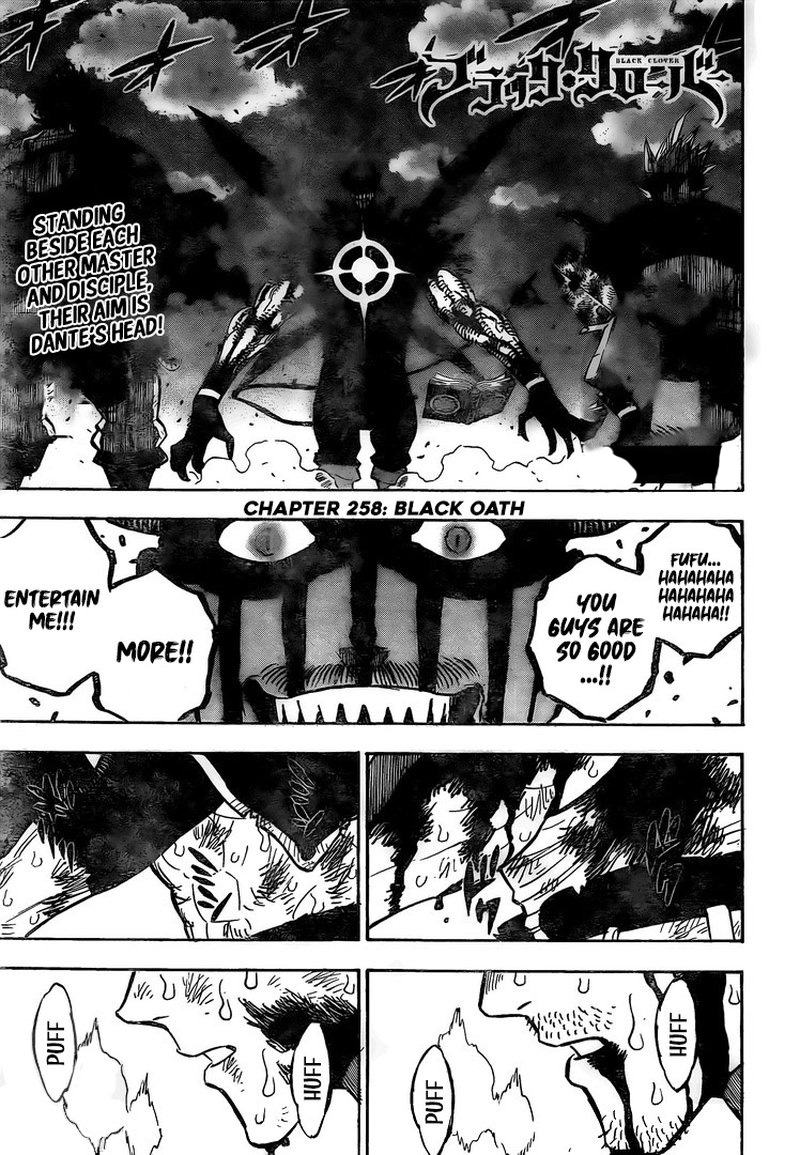 BLACK CLOVER
ブラック・クローバー
STANDING
BESIDE EACH
OTHER MASTER
AND DISCIPLE,
THEIR AIM IS
DANTE'S HEAD!
CHAPTER 258: BLACK OATH
FUFU...
HAHAHAHA
HAHAHAHA
HAHAHA!!
YOU
GUYS ARE
SO GOOD
...!!
MORE!!
ENTERTAIN
ME!!!
HUFF
PUFF
HUFF
PUFF